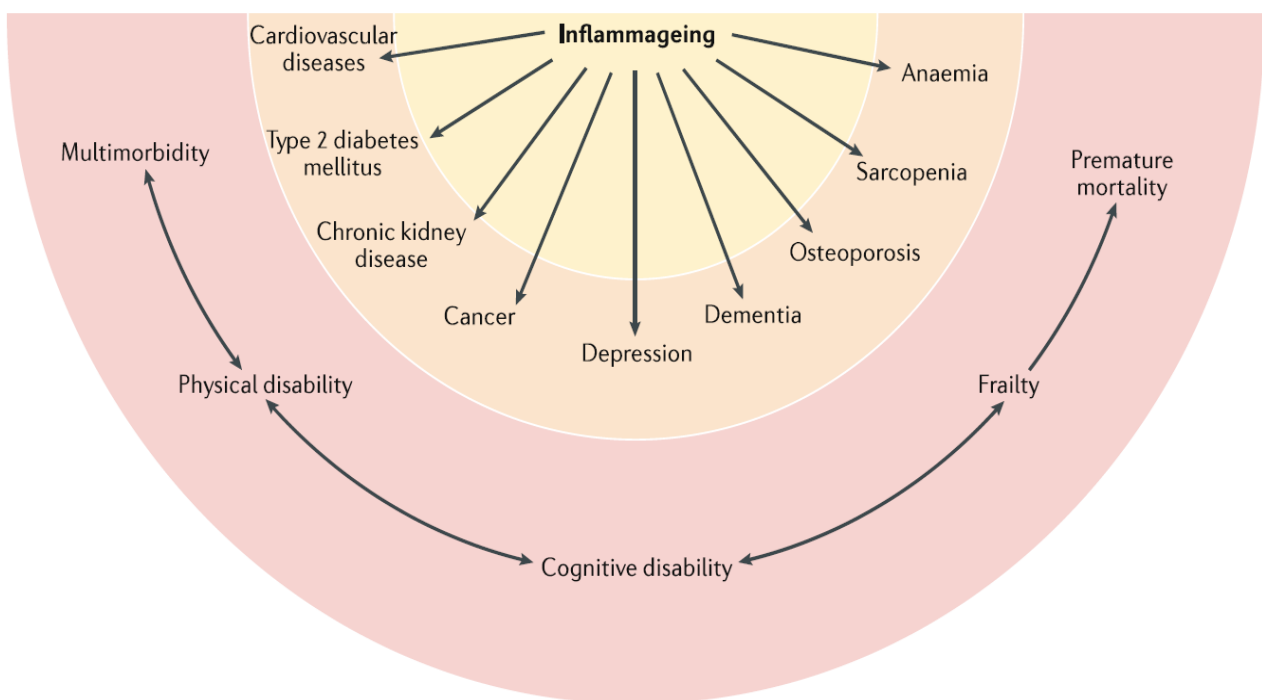 Inflammageing
Cardiovascular
diseases
Anaemia
Type 2 diabetes
mellitus
Sarcopenia
Multimorbidity
Premature
mortality
Chronic kidney
disease
Osteoporosis
Cancer
Dementia
Depression
Physical disability
Frailty
Cognitive disability